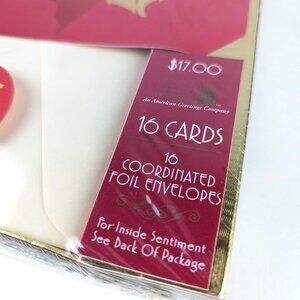 $17.00
An American Greetings Company
16 CARDS
16
COORDINATED
FOIL ENVELOPES
For Inside Sentiment
See Back Of Package